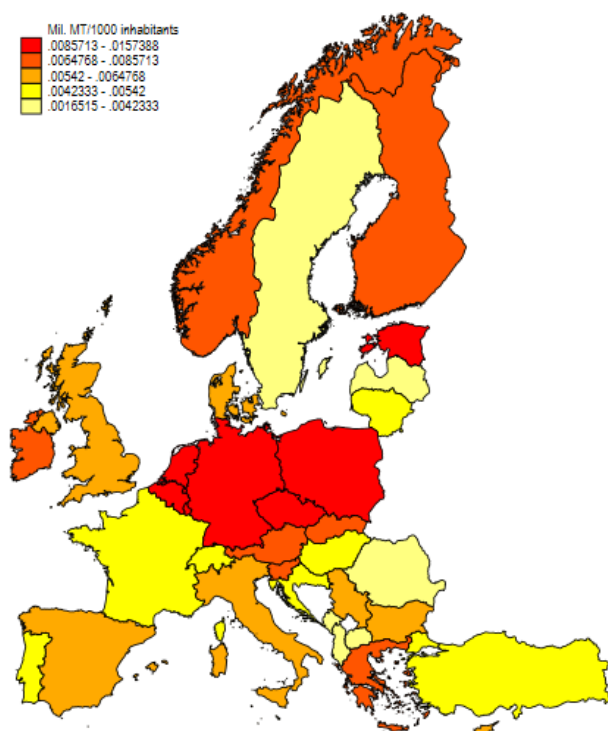 Mil. MT/1000 inhabitants
.0085713 - .0157388
.0064768 - .0085713
.00542 - .0064768
.0042333 - .00542
.0016515 - .0042333